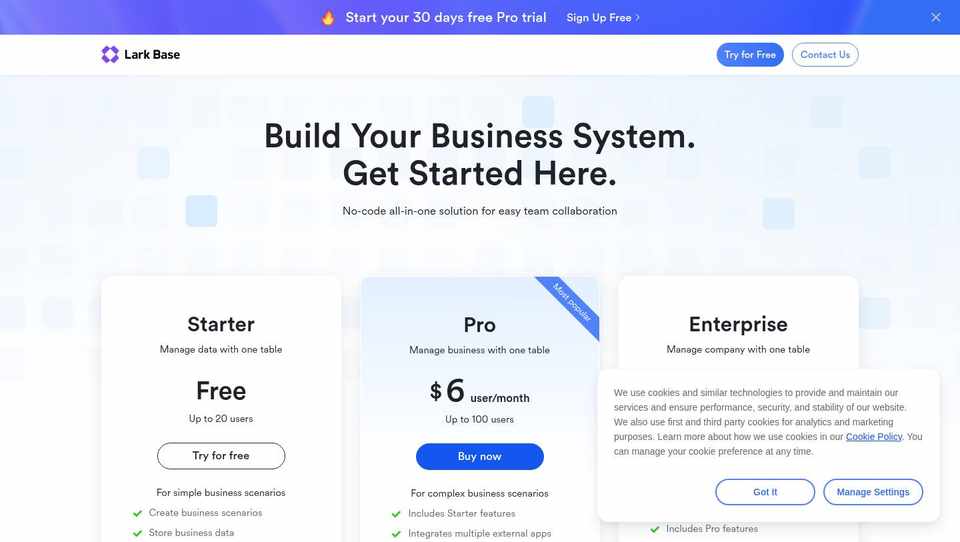 Start your 30 days free Pro trial Sign Up Free
Lark Base
Try for Free
Contact Us
Build Your Business System.
Get Started Here.
No-code all-in-one solution for easy team collaboration
Starter
Manage data with one table
Free
Up to 20 users
Try for free
For simple business scenarios
Create business scenarios
Store business data
Most popular
Pro
Manage business with one table
$6 user/month
Up to 100 users
Buy now
For complex business scenarios
Includes Starter features
Integrates multiple external apps
Enterprise
Manage company with one table
Includes Pro features
We use cookies and similar technologies to provide and maintain our
services and ensure performance, security, and stability of our website.
We also use first and third party cookies for analytics and marketing
purposes. Learn more about how we use cookies in our Cookie Policy. You
can manage your cookie preference at any time.
Got it
Manage Settings